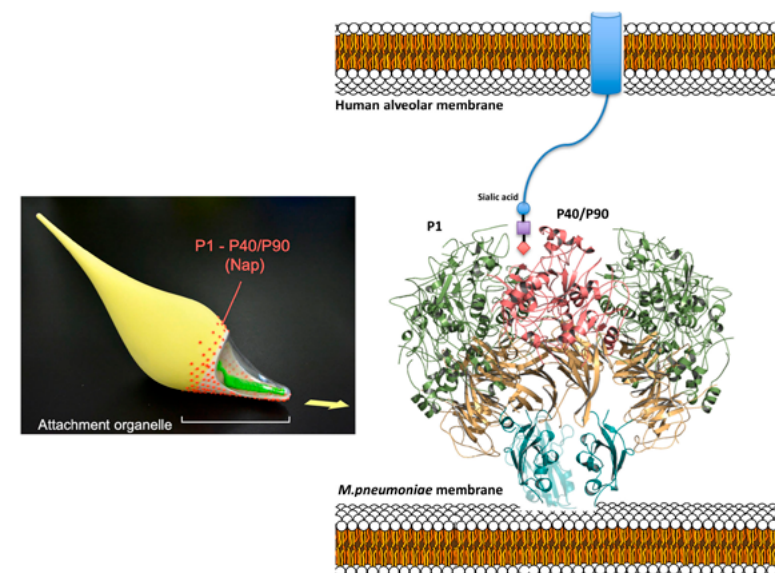 Human alveolar membrane
Sialic acid
P1
P40/P90
P1 - P40/P90
(Nap)
Attachment organelle
M.pneumoniae membrane